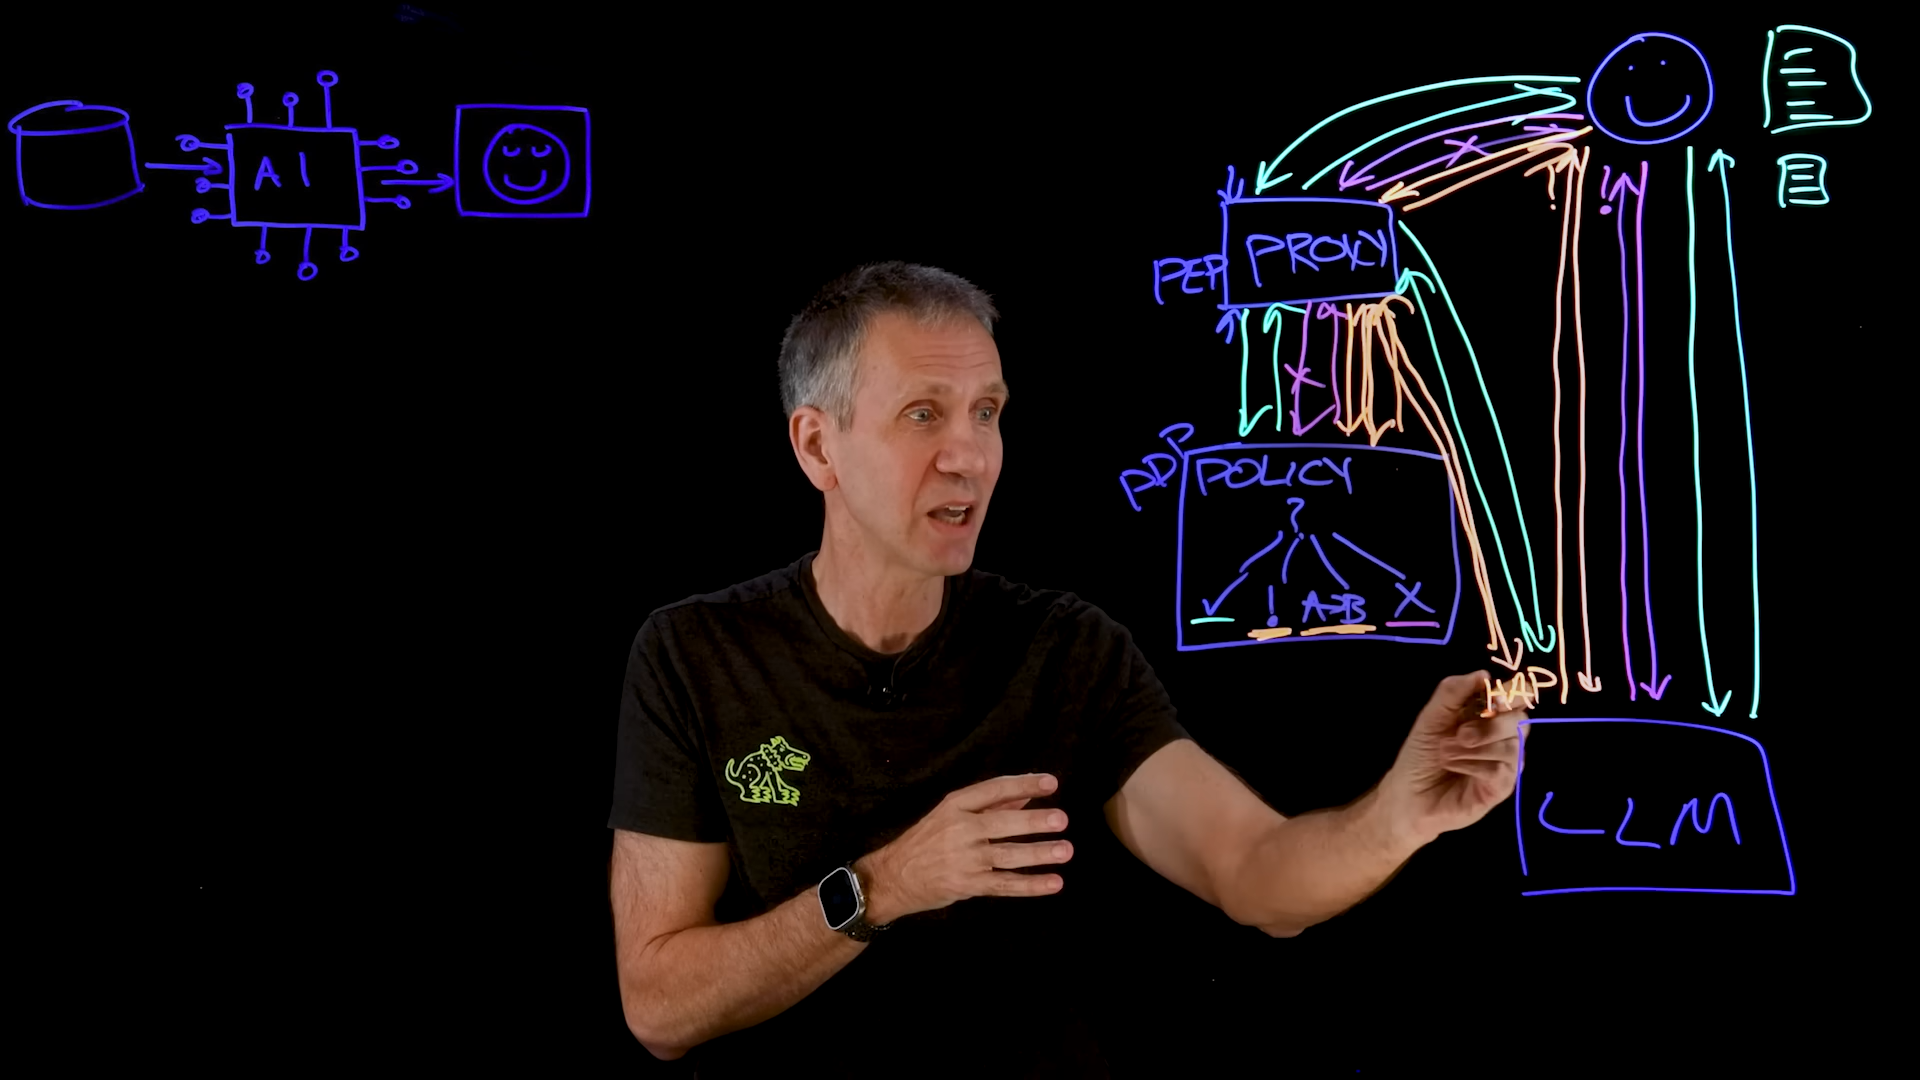 AI
PEP
PROXY
PDP
POLICY
?
! A→B X
HAP
LLM
?
!